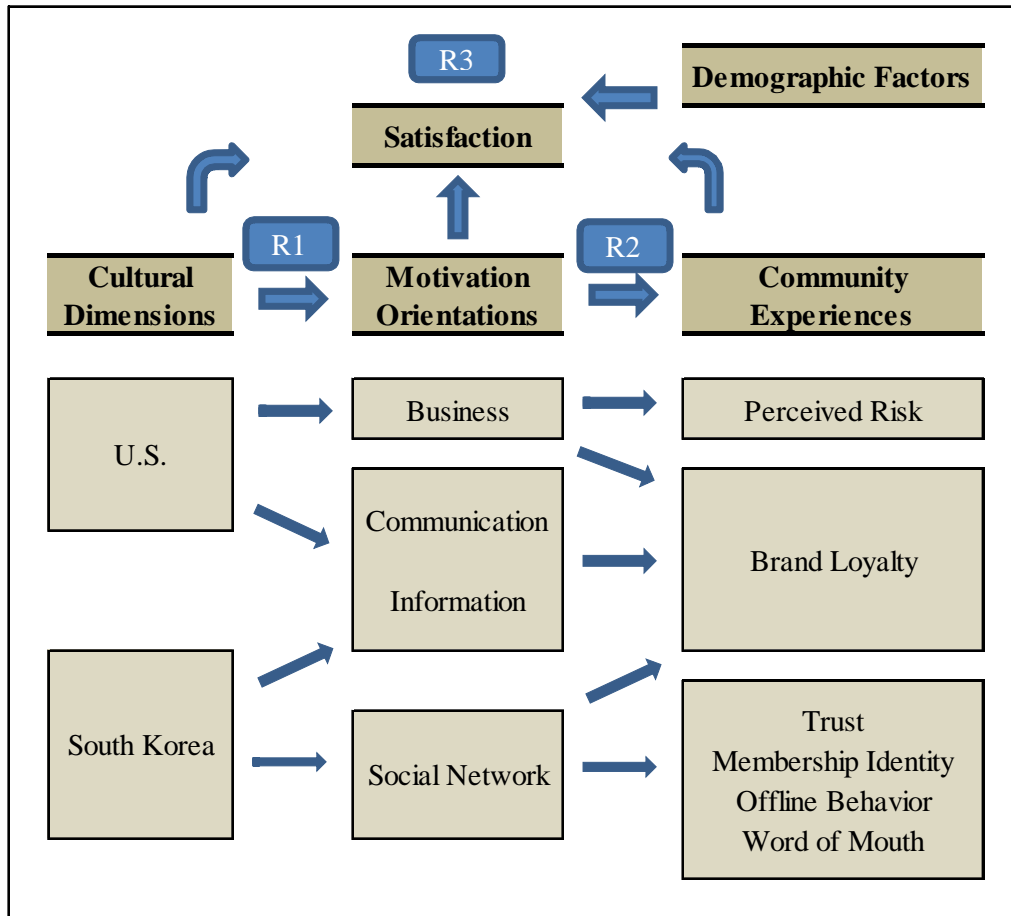 R3
Demographic Factors
Satisfaction
R1
R2
Cultural
Dimensions
Motivation
Orientations
Community
Experiences
U.S.
Business
Perceived Risk
Communication
Information
Brand Loyalty
South Korea
Social Network
Trust
Membership Identity
Offline Behavior
Word of Mouth